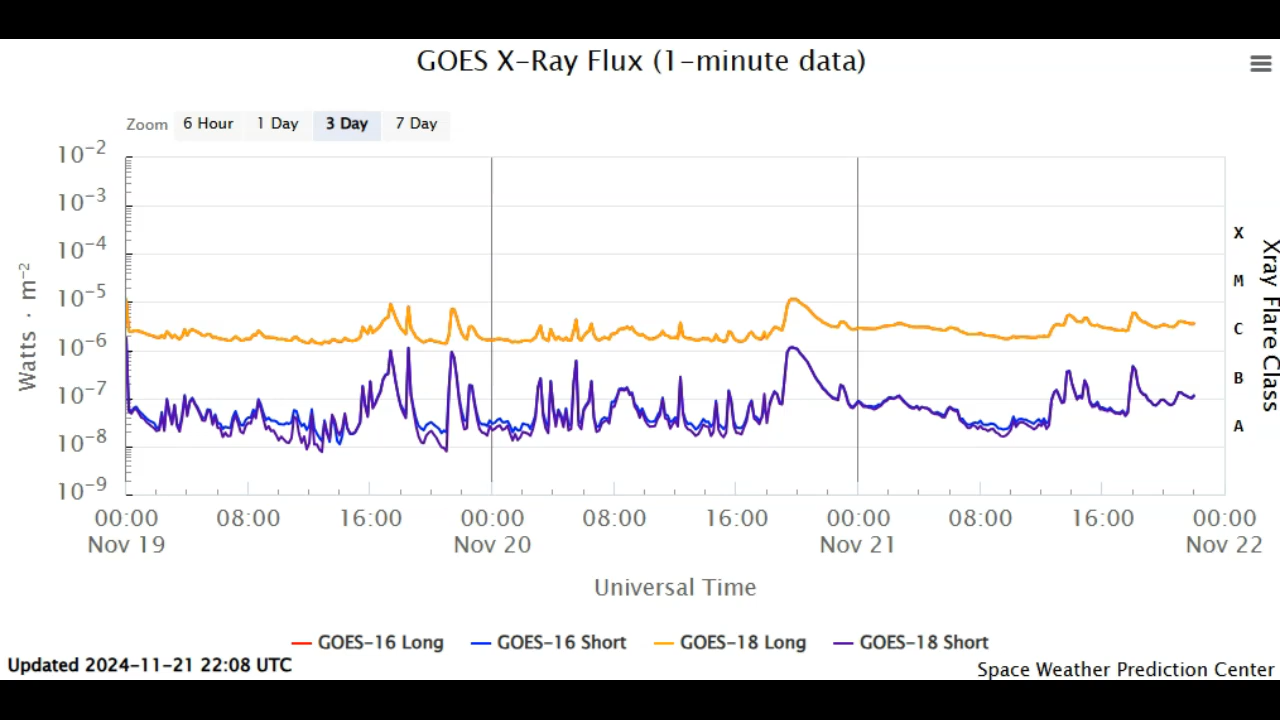 GOES X-Ray Flux (1-minute data)
Zoom 6 Hour 1 Day 3 Day 7 Day
10⁻²
10⁻³
10⁻⁴
10⁻⁵
10⁻⁶
10⁻⁷
10⁻⁸
10⁻⁹
Watts · m⁻²
X
M
C
B
A
Xray Flare Class
00:00 08:00 16:00 00:00 08:00 16:00 00:00 08:00 16:00 00:00
Nov 19 Nov 20 Nov 21 Nov 22
Universal Time
GOES-16 Long GOES-16 Short GOES-18 Long GOES-18 Short
Updated 2024-11-21 22:08 UTC
Space Weather Prediction Center